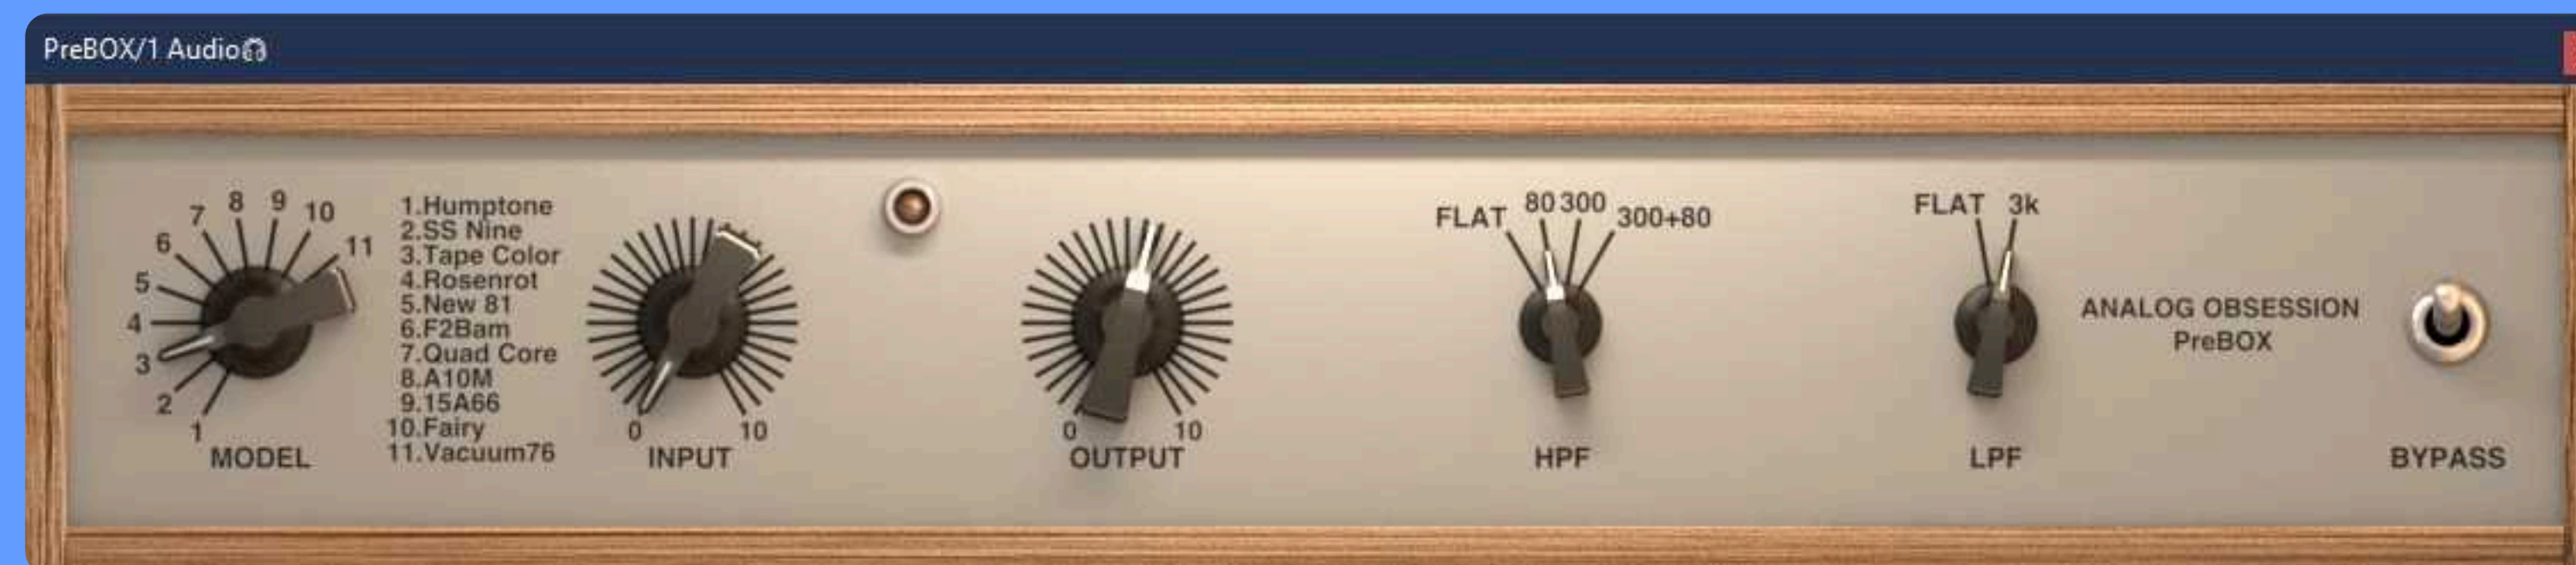 PreBOX/1 Audio
1
2
3
4
5
6
7
8
9
10
11
MODEL
1.Humptone
2.SS Nine
3.Tape Color
4.Rosenrot
5.New 81
6.F2Bam
7.Quad Core
8.A10M
9.15A66
10.Fairy
11.Vacuum76
0 10
INPUT
0 10
OUTPUT
FLAT 80 300 300+80
HPF
FLAT 3k
LPF
ANALOG OBSESSION
PreBOX
BYPASS